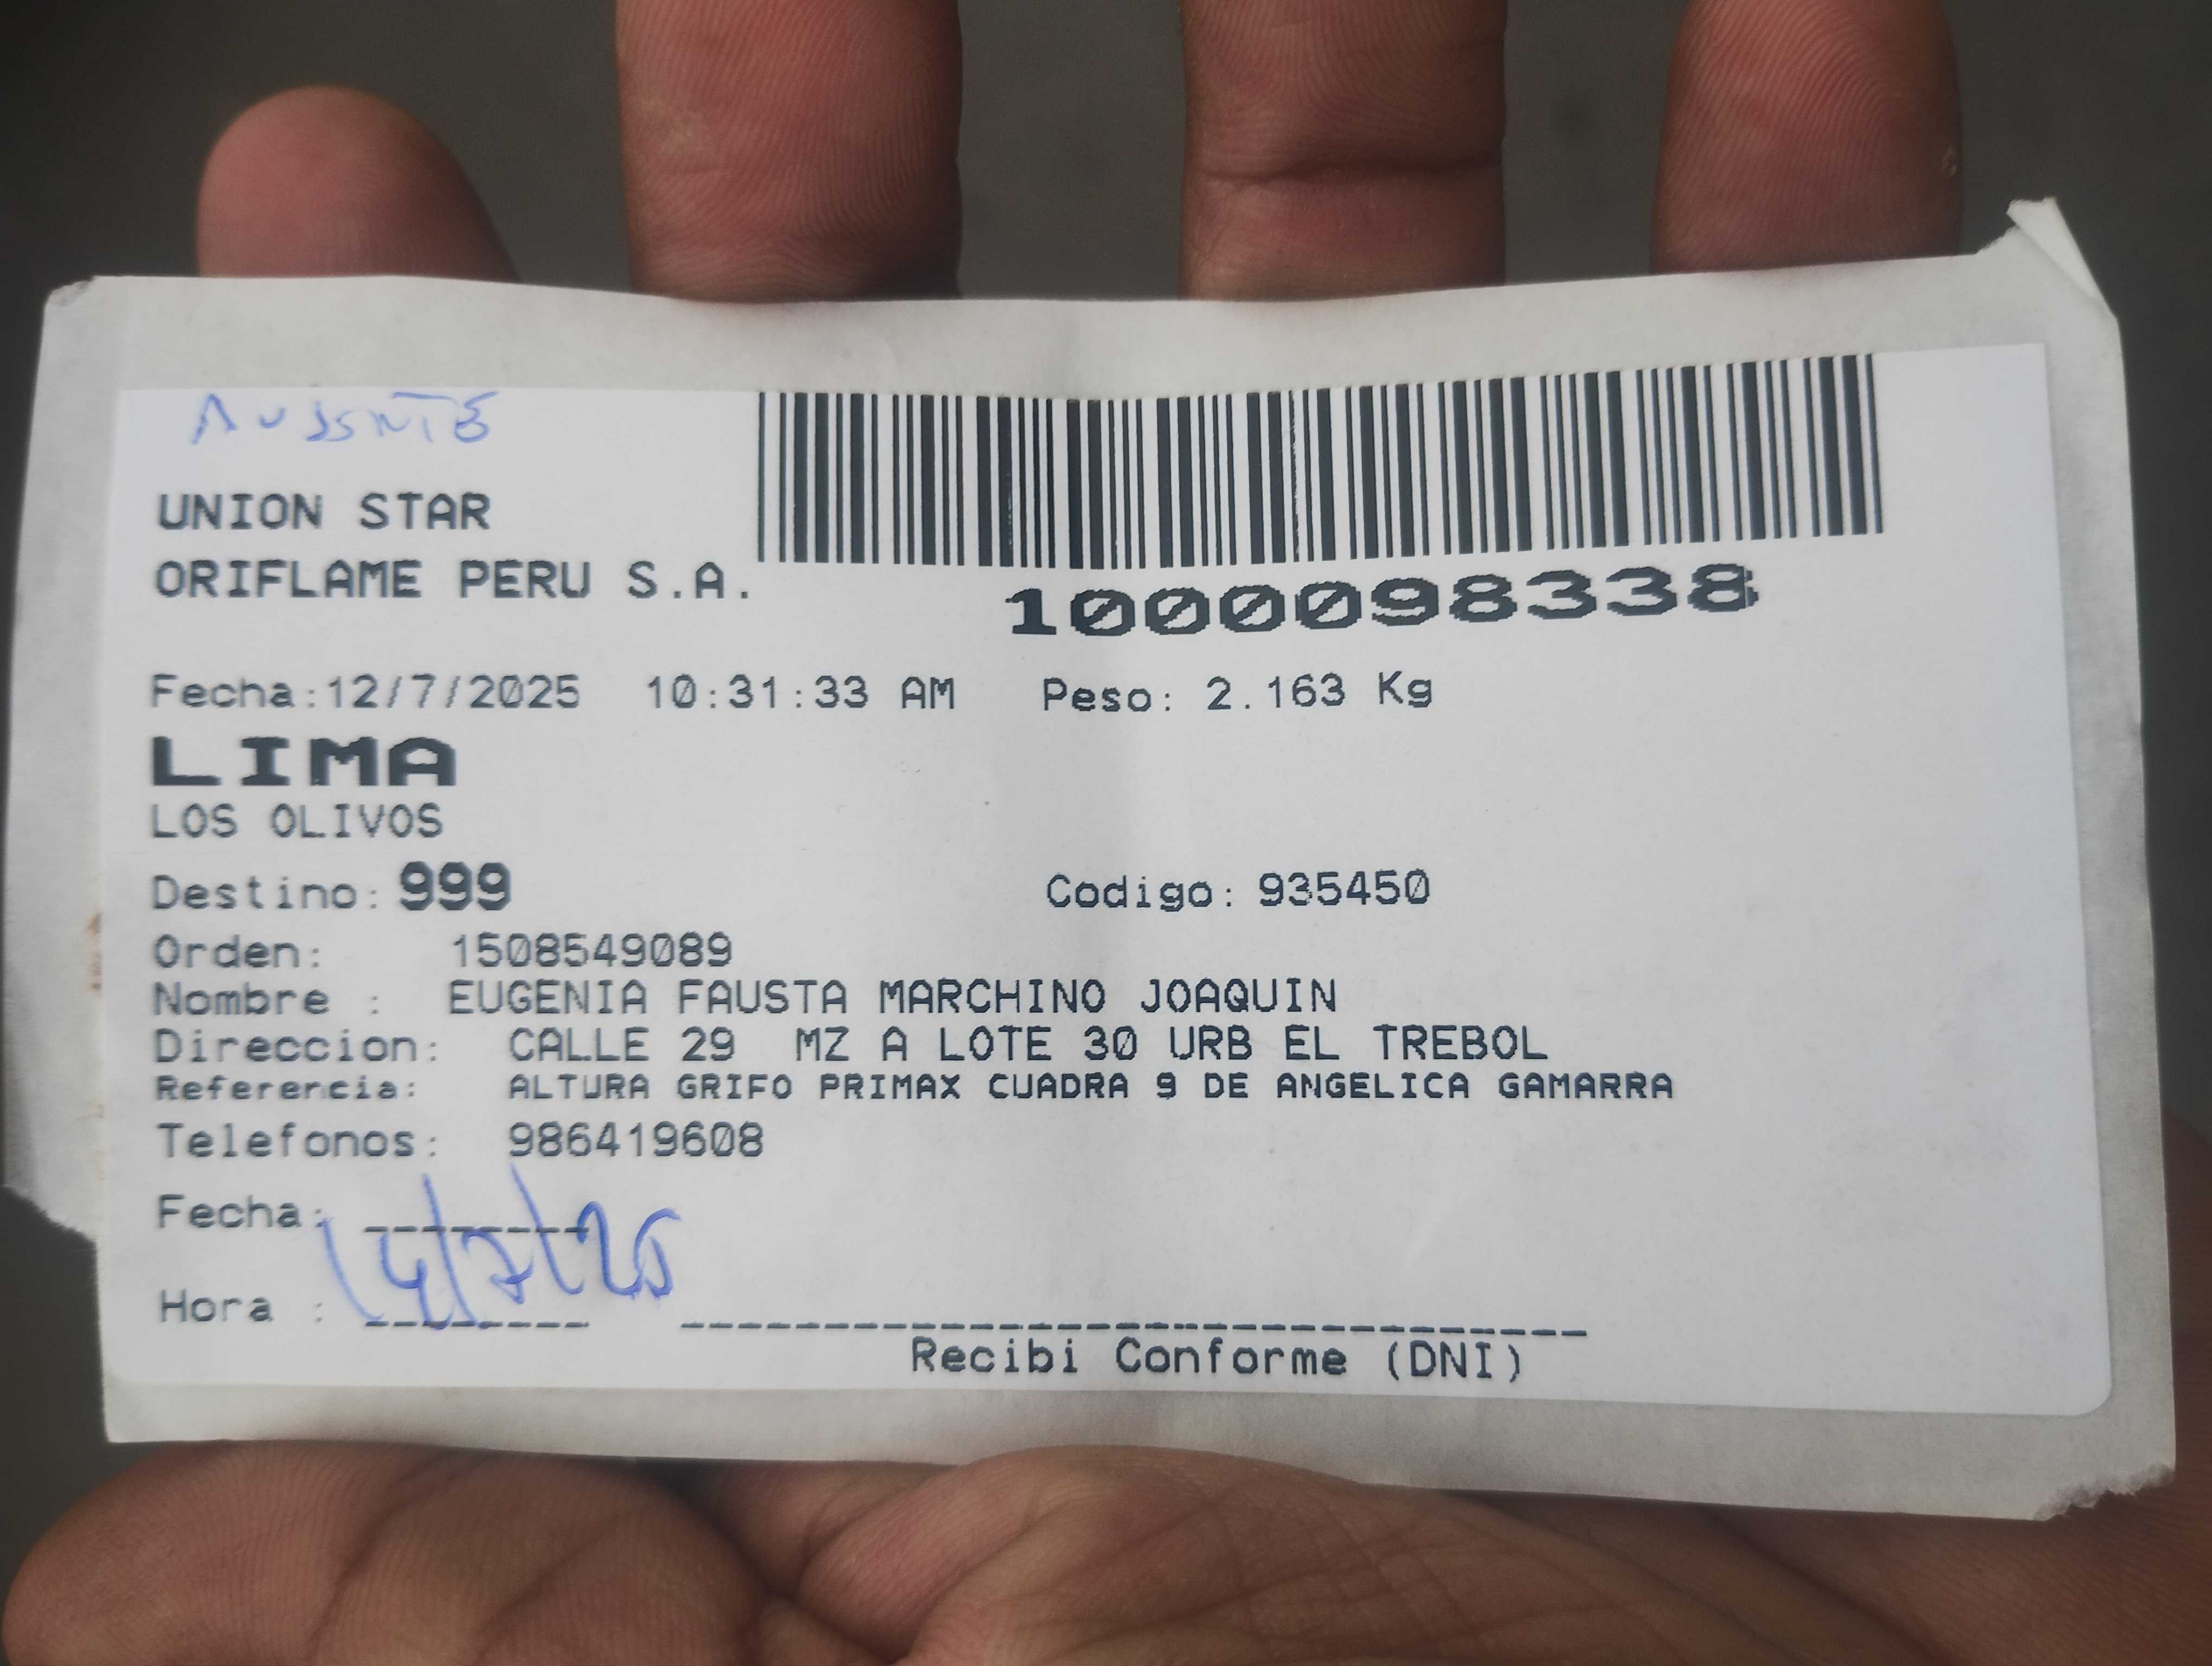 AUSENTE
UNION STAR
ORIFLAME PERU S.A.
1000098338
Fecha:12/7/2025 10:31:33 AM Peso: 2.163 Kg
LIMA
LOS OLIVOS
Destino: 999 Codigo: 935450
Orden: 1508549089
Nombre : EUGENIA FAUSTA MARCHINO JOAQUIN
Direccion: CALLE 29 MZ A LOTE 30 URB EL TREBOL
Referencia: ALTURA GRIFO PRIMAX CUADRA 9 DE ANGELICA GAMARRA
Telefonos: 986419608
Fecha: 14/7/25
Hora :
Recibi Conforme (DNI)